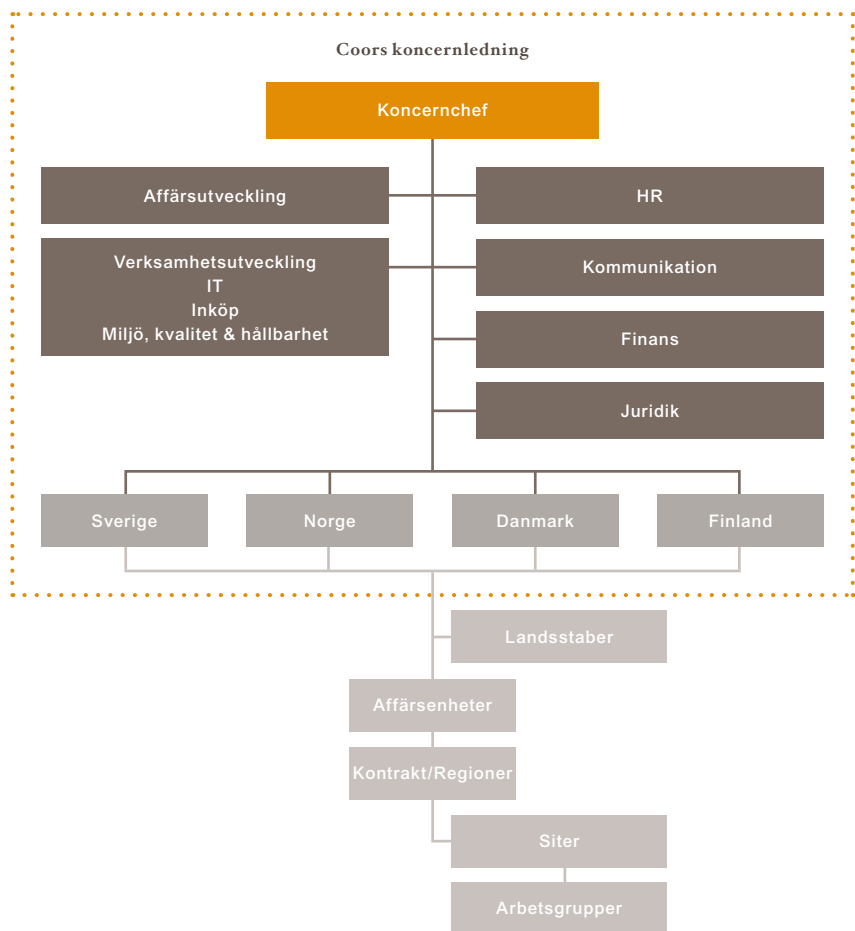 Coors koncernledning
Koncernchef
Affärsutveckling
HR
Verksamhetsutveckling
IT
Inköp
Miljö, kvalitet & hållbarhet
Kommunikation
Finans
Juridik
Sverige
Norge
Danmark
Finland
Landsstaber
Affärsenheter
Kontrakt/Regioner
Siter
Arbetsgrupper